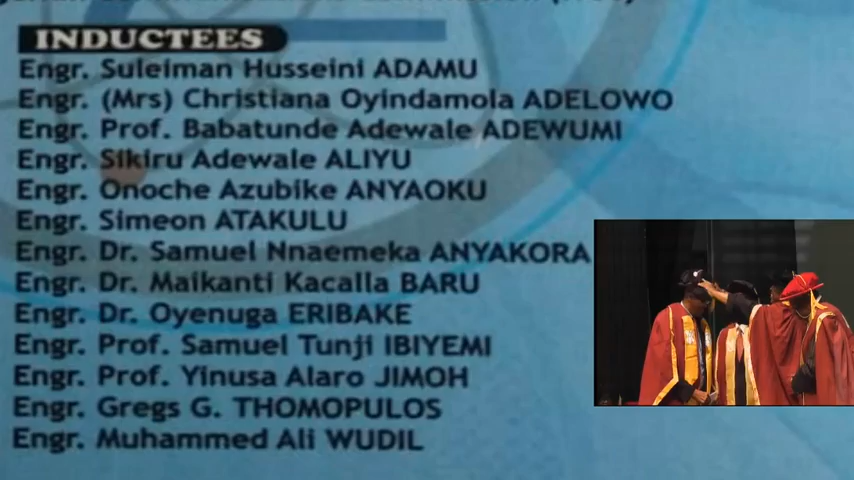 INDUCTEES
Engr. Suleiman Husseini ADAMU
Engr. (Mrs) Christiana Oyindamola ADELOWO
Engr. Prof. Babatunde Adewale ADEWUMI
Engr. Sikiru Adewale ALIYU
Engr. Onoche Azubike ANYAOKU
Engr. Simeon ATAKULU
Engr. Dr. Samuel Nnaemeka ANYAKORA
Engr. Dr. Maikanti Kacalla BARU
Engr. Dr. Oyenuga ERIBAKE
Engr. Prof. Samuel Tunji IBIYEMI
Engr. Prof. Yinusa Alaro JIMOH
Engr. Gregs G. THOMOPULOS
Engr. Muhammed Ali WUDIL